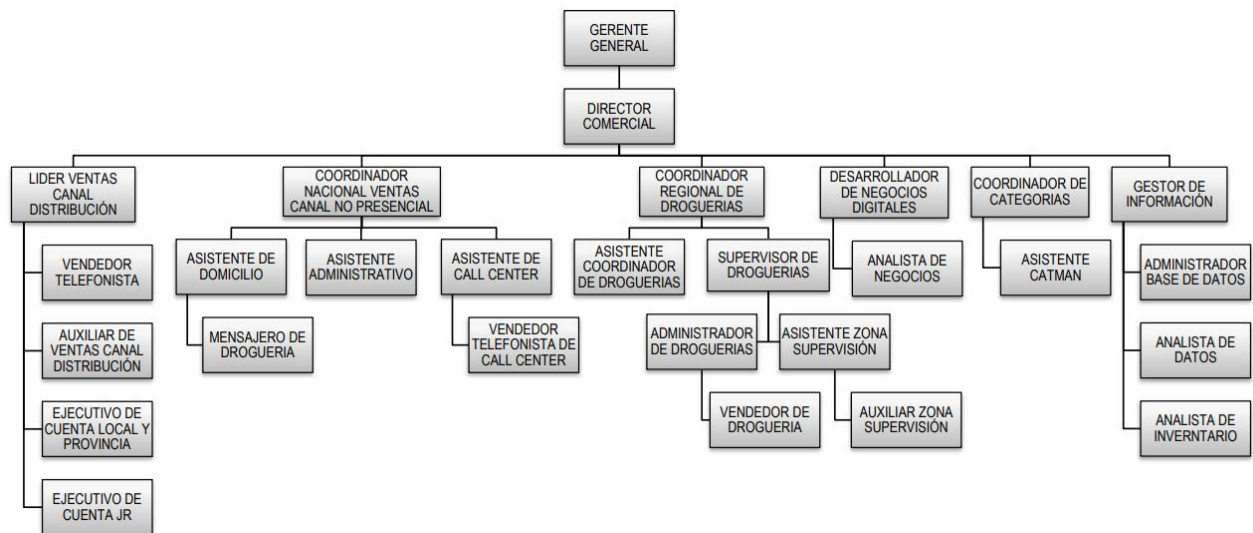 GERENTE
GENERAL
DIRECTOR
COMERCIAL
LIDER VENTAS
CANAL
DISTRIBUCIÓN
COORDINADOR
NACIONAL VENTAS
CANAL NO PRESENCIAL
COORDINADOR
REGIONAL DE
DROGUERIAS
DESARROLLADOR
DE NEGOCIOS
DIGITALES
COORDINADOR DE
CATEGORIAS
GESTOR DE
INFORMACIÓN
VENDEDOR
TELEFONISTA
ASISTENTE DE
DOMICILIO
ASISTENTE
ADMINISTRATIVO
ASISTENTE DE
CALL CENTER
ASISTENTE
COORDINADOR
DE DROGUERIAS
SUPERVISOR DE
DROGUERIAS
ANALISTA DE
NEGOCIOS
ASISTENTE
CATMAN
ADMINISTRADOR
BASE DE DATOS
AUXILIAR DE
VENTAS CANAL
DISTRIBUCIÓN
MENSAJERO DE
DROGUERIA
VENDEDOR
TELEFONISTA DE
CALL CENTER
ADMINISTRADOR
DE DROGUERIAS
ASISTENTE ZONA
SUPERVISIÓN
ANALISTA DE
DATOS
EJECUTIVO DE
CUENTA LOCAL Y
PROVINCIA
VENDEDOR DE
DROGUERIA
AUXILIAR ZONA
SUPERVISIÓN
ANALISTA DE
INVERNTARIO
EJECUTIVO DE
CUENTA JR